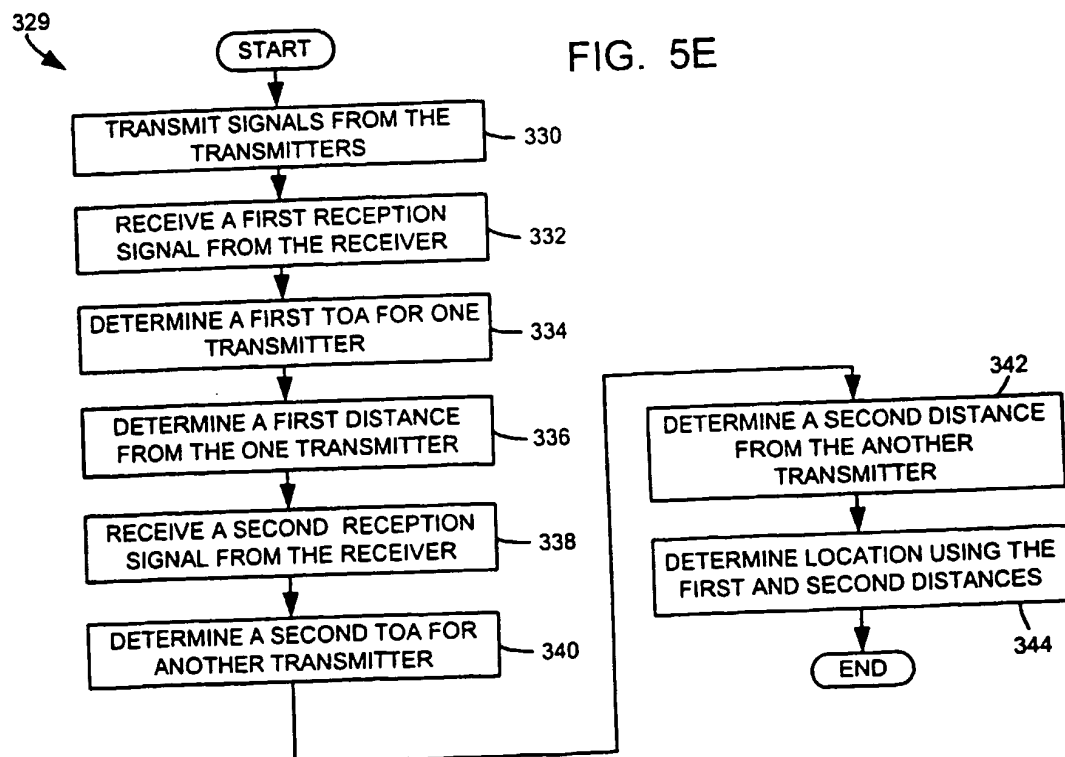 329
START
FIG. 5E
TRANSMIT SIGNALS FROM THE
TRANSMITTERS
330
RECEIVE A FIRST RECEPTION
SIGNAL FROM THE RECEIVER
332
DETERMINE A FIRST TOA FOR ONE
TRANSMITTER
334
DETERMINE A FIRST DISTANCE
FROM THE ONE TRANSMITTER
336
RECEIVE A SECOND RECEPTION
SIGNAL FROM THE RECEIVER
338
DETERMINE A SECOND TOA FOR
ANOTHER TRANSMITTER
340
342
DETERMINE A SECOND DISTANCE
FROM THE ANOTHER
TRANSMITTER
DETERMINE LOCATION USING THE
FIRST AND SECOND DISTANCES
344
END